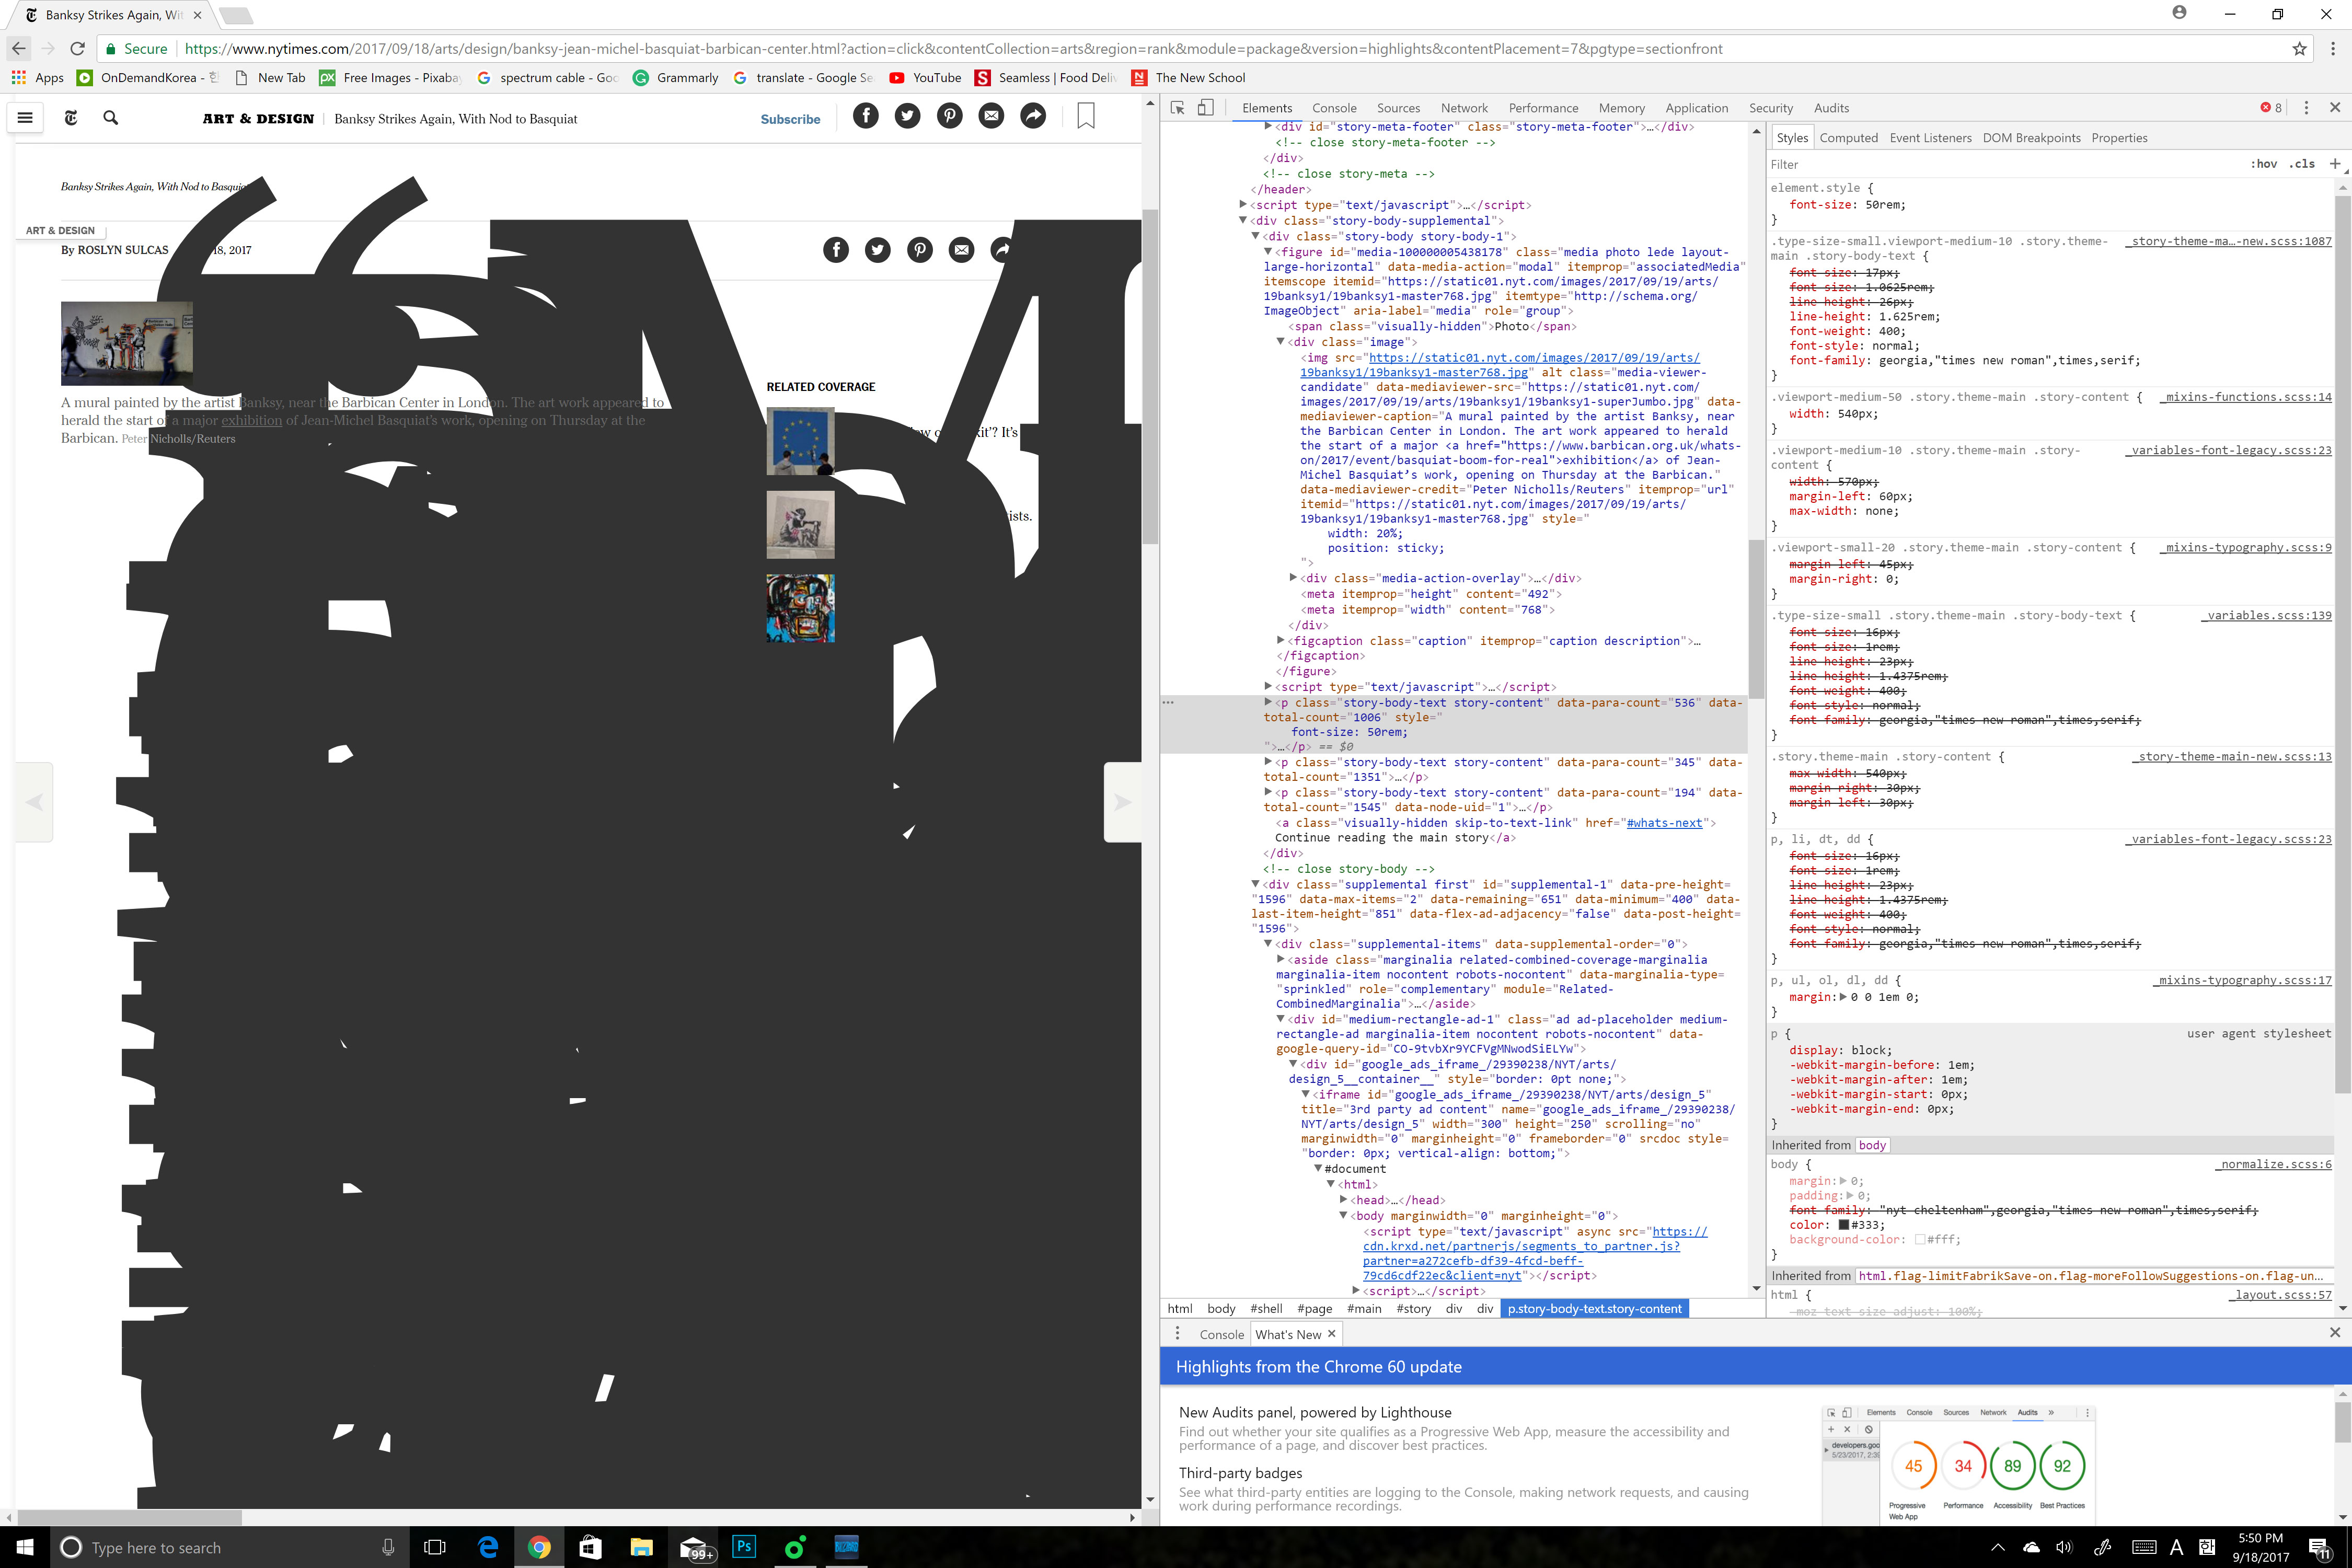 Banksy Strikes Again, Wit
Secure
https://www.nytimes.com/2017/09/18/arts/design/banksy-jean-michel-basquiat-barbican-center.html?action=click&contentCollection=arts&region=rank&module=package&version=highlights&contentPlacement=7&pgtype=sectionfront
Apps
OnDemandKorea - 한
New Tab
Free Images - Pixaba
spectrum cable - Goo
Grammarly
translate - Google Se
YouTube
Seamless | Food Deliv
The New School
ART & DESIGN
Banksy Strikes Again, With Nod to Basquiat
Subscribe
Banksy Strikes Again, With Nod to Basquia
ART & DESIGN
By ROSLYN SULCAS
18, 2017
A mural painted by the artist Banksy, near the Barbican Center in London. The art work appeared to
herald the start of a major exhibition of Jean-Michel Basquiat's work, opening on Thursday at the
Barbican. Peter Nicholls/Reuters
RELATED COVERAGE
It's
ists.
Elements
Console
Sources
Network
Performance
Memory
Application
Security
Audits
8
<div id="story-meta-footer" class="story-meta-footer">…</div>
<!-- close story-meta-footer -->
</div>
<!-- close story-meta -->
</header>
<script type="text/javascript">…</script>
<div class="story-body-supplemental">
<div class="story-body story-body-1">
<figure id="media-100000005438178" class="media photo lede layout-
large-horizontal" data-media-action="modal" itemprop="associatedMedia"
itemscope itemid="https://static01.nyt.com/images/2017/09/19/arts/
19banksy1/19banksy1-master768.jpg" itemtype="http://schema.org/
ImageObject" aria-label="media" role="group">
<span class="visually-hidden">Photo</span>
<div class="image">
<img src="https://static01.nyt.com/images/2017/09/19/arts/
19banksy1/19banksy1-master768.jpg" alt class="media-viewer-
candidate" data-mediaviewer-src="https://static01.nyt.com/
images/2017/09/19/arts/19banksy1/19banksy1-superJumbo.jpg" data-
mediaviewer-caption="A mural painted by the artist Banksy, near
the Barbican Center in London. The art work appeared to herald
the start of a major <a href="https://www.barbican.org.uk/whats-
on/2017/event/basquiat-boom-for-real">exhibition</a> of Jean-
Michel Basquiat's work, opening on Thursday at the Barbican."
data-mediaviewer-credit="Peter Nicholls/Reuters" itemprop="url"
itemid="https://static01.nyt.com/images/2017/09/19/arts/
19banksy1/19banksy1-master768.jpg" style="
width: 20%;
position: sticky;
">
<div class="media-action-overlay">…</div>
<meta itemprop="height" content="492">
<meta itemprop="width" content="768">
</div>
<figcaption class="caption" itemprop="caption description">…
</figcaption>
</figure>
<script type="text/javascript">…</script>
<p class="story-body-text story-content" data-para-count="536" data-
total-count="1006" style="
font-size: 50rem;
">…</p> == $0
<p class="story-body-text story-content" data-para-count="345" data-
total-count="1351">…</p>
<p class="story-body-text story-content" data-para-count="194" data-
total-count="1545" data-node-uid="1">…</p>
<a class="visually-hidden skip-to-text-link" href="#whats-next">
Continue reading the main story</a>
</div>
<!-- close story-body -->
<div class="supplemental first" id="supplemental-1" data-pre-height=
"1596" data-max-items="2" data-remaining="651" data-minimum="400" data-
last-item-height="851" data-flex-ad-adjacency="false" data-post-height=
"1596">
<div class="supplemental-items" data-supplemental-order="0">
<aside class="marginalia related-combined-coverage-marginalia
marginalia-item nocontent robots-nocontent" data-marginalia-type=
"sprinkled" role="complementary" module="Related-
CombinedMarginalia">…</aside>
<div id="medium-rectangle-ad-1" class="ad ad-placeholder medium-
rectangle-ad marginalia-item nocontent robots-nocontent" data-
google-query-id="CO-9tvbXr9YCFVgMNwodSiELYw">
<div id="google_ads_iframe_/29390238/NYT/arts/
design_5__container__" style="border: 0pt none;">
<iframe id="google_ads_iframe_/29390238/NYT/arts/design_5"
title="3rd party ad content" name="google_ads_iframe_/29390238/
NYT/arts/design_5" width="300" height="250" scrolling="no"
marginwidth="0" marginheight="0" frameborder="0" srcdoc style=
"border: 0px; vertical-align: bottom;">
#document
<html>
<head>…</head>
<body marginwidth="0" marginheight="0">
<script type="text/javascript" async src="https://
cdn.krxd.net/partnerjs/segments_to_partner.js?
partner=a272cefb-df39-4fcd-beff-
79cd6cdf22ec&client=nyt"></script>
<script>…</script>
html body #shell #page #main #story div div p.story-body-text.story-content
Styles
Computed
Event Listeners
DOM Breakpoints
Properties
Filter
:hov .cls +
element.style {
font-size: 50rem;
}
.type-size-small.viewport-medium-10 .story.theme- _story-theme-ma…-new.scss:1087
main .story-body-text {
font-size: 17px;
font-size: 1.0625rem;
line-height: 26px;
line-height: 1.625rem;
font-weight: 400;
font-style: normal;
font-family: georgia,"times new roman",times,serif;
}
.viewport-medium-50 .story.theme-main .story-content { _mixins-functions.scss:14
width: 540px;
}
.viewport-medium-10 .story.theme-main .story- _variables-font-legacy.scss:23
content {
width: 570px;
margin-left: 60px;
max-width: none;
}
.viewport-small-20 .story.theme-main .story-content { _mixins-typography.scss:9
margin-left: 45px;
margin-right: 0;
}
.type-size-small .story.theme-main .story-body-text { _variables.scss:139
font-size: 16px;
font-size: 1rem;
line-height: 23px;
line-height: 1.4375rem;
font-weight: 400;
font-style: normal;
font-family: georgia,"times new roman",times,serif;
}
.story.theme-main .story-content { _story-theme-main-new.scss:13
max-width: 540px;
margin-right: 30px;
margin-left: 30px;
}
p, li, dt, dd { _variables-font-legacy.scss:23
font-size: 16px;
font-size: 1rem;
line-height: 23px;
line-height: 1.4375rem;
font-weight: 400;
font-style: normal;
font-family: georgia,"times new roman",times,serif;
}
p, ul, ol, dl, dd { _mixins-typography.scss:17
margin: 0 0 1em 0;
}
p { user agent stylesheet
display: block;
-webkit-margin-before: 1em;
-webkit-margin-after: 1em;
-webkit-margin-start: 0px;
-webkit-margin-end: 0px;
}
Inherited from body
body { _normalize.scss:6
margin: 0;
padding: 0;
font-family: "nyt-cheltenham",georgia,"times new roman",times,serif;
color: #333;
background-color: #fff;
}
Inherited from html.flag-limitFabrikSave-on.flag-moreFollowSuggestions-on.flag-un…
html { _layout.scss:57
-moz-text-size-adjust: 100%;
Console
What's New
Highlights from the Chrome 60 update
New Audits panel, powered by Lighthouse
Find out whether your site qualifies as a Progressive Web App, measure the accessibility and
performance of a page, and discover best practices.
Third-party badges
See what third-party entities are logging to the Console, making network requests, and causing
work during performance recordings.
Elements Console Sources Network Audits »
developers.goo
45 34 89 92
Progressive Performance Accessibility Best Practices
Web App
Type here to search
99+
Ps
A
한
5:50 PM
9/18/2017
11